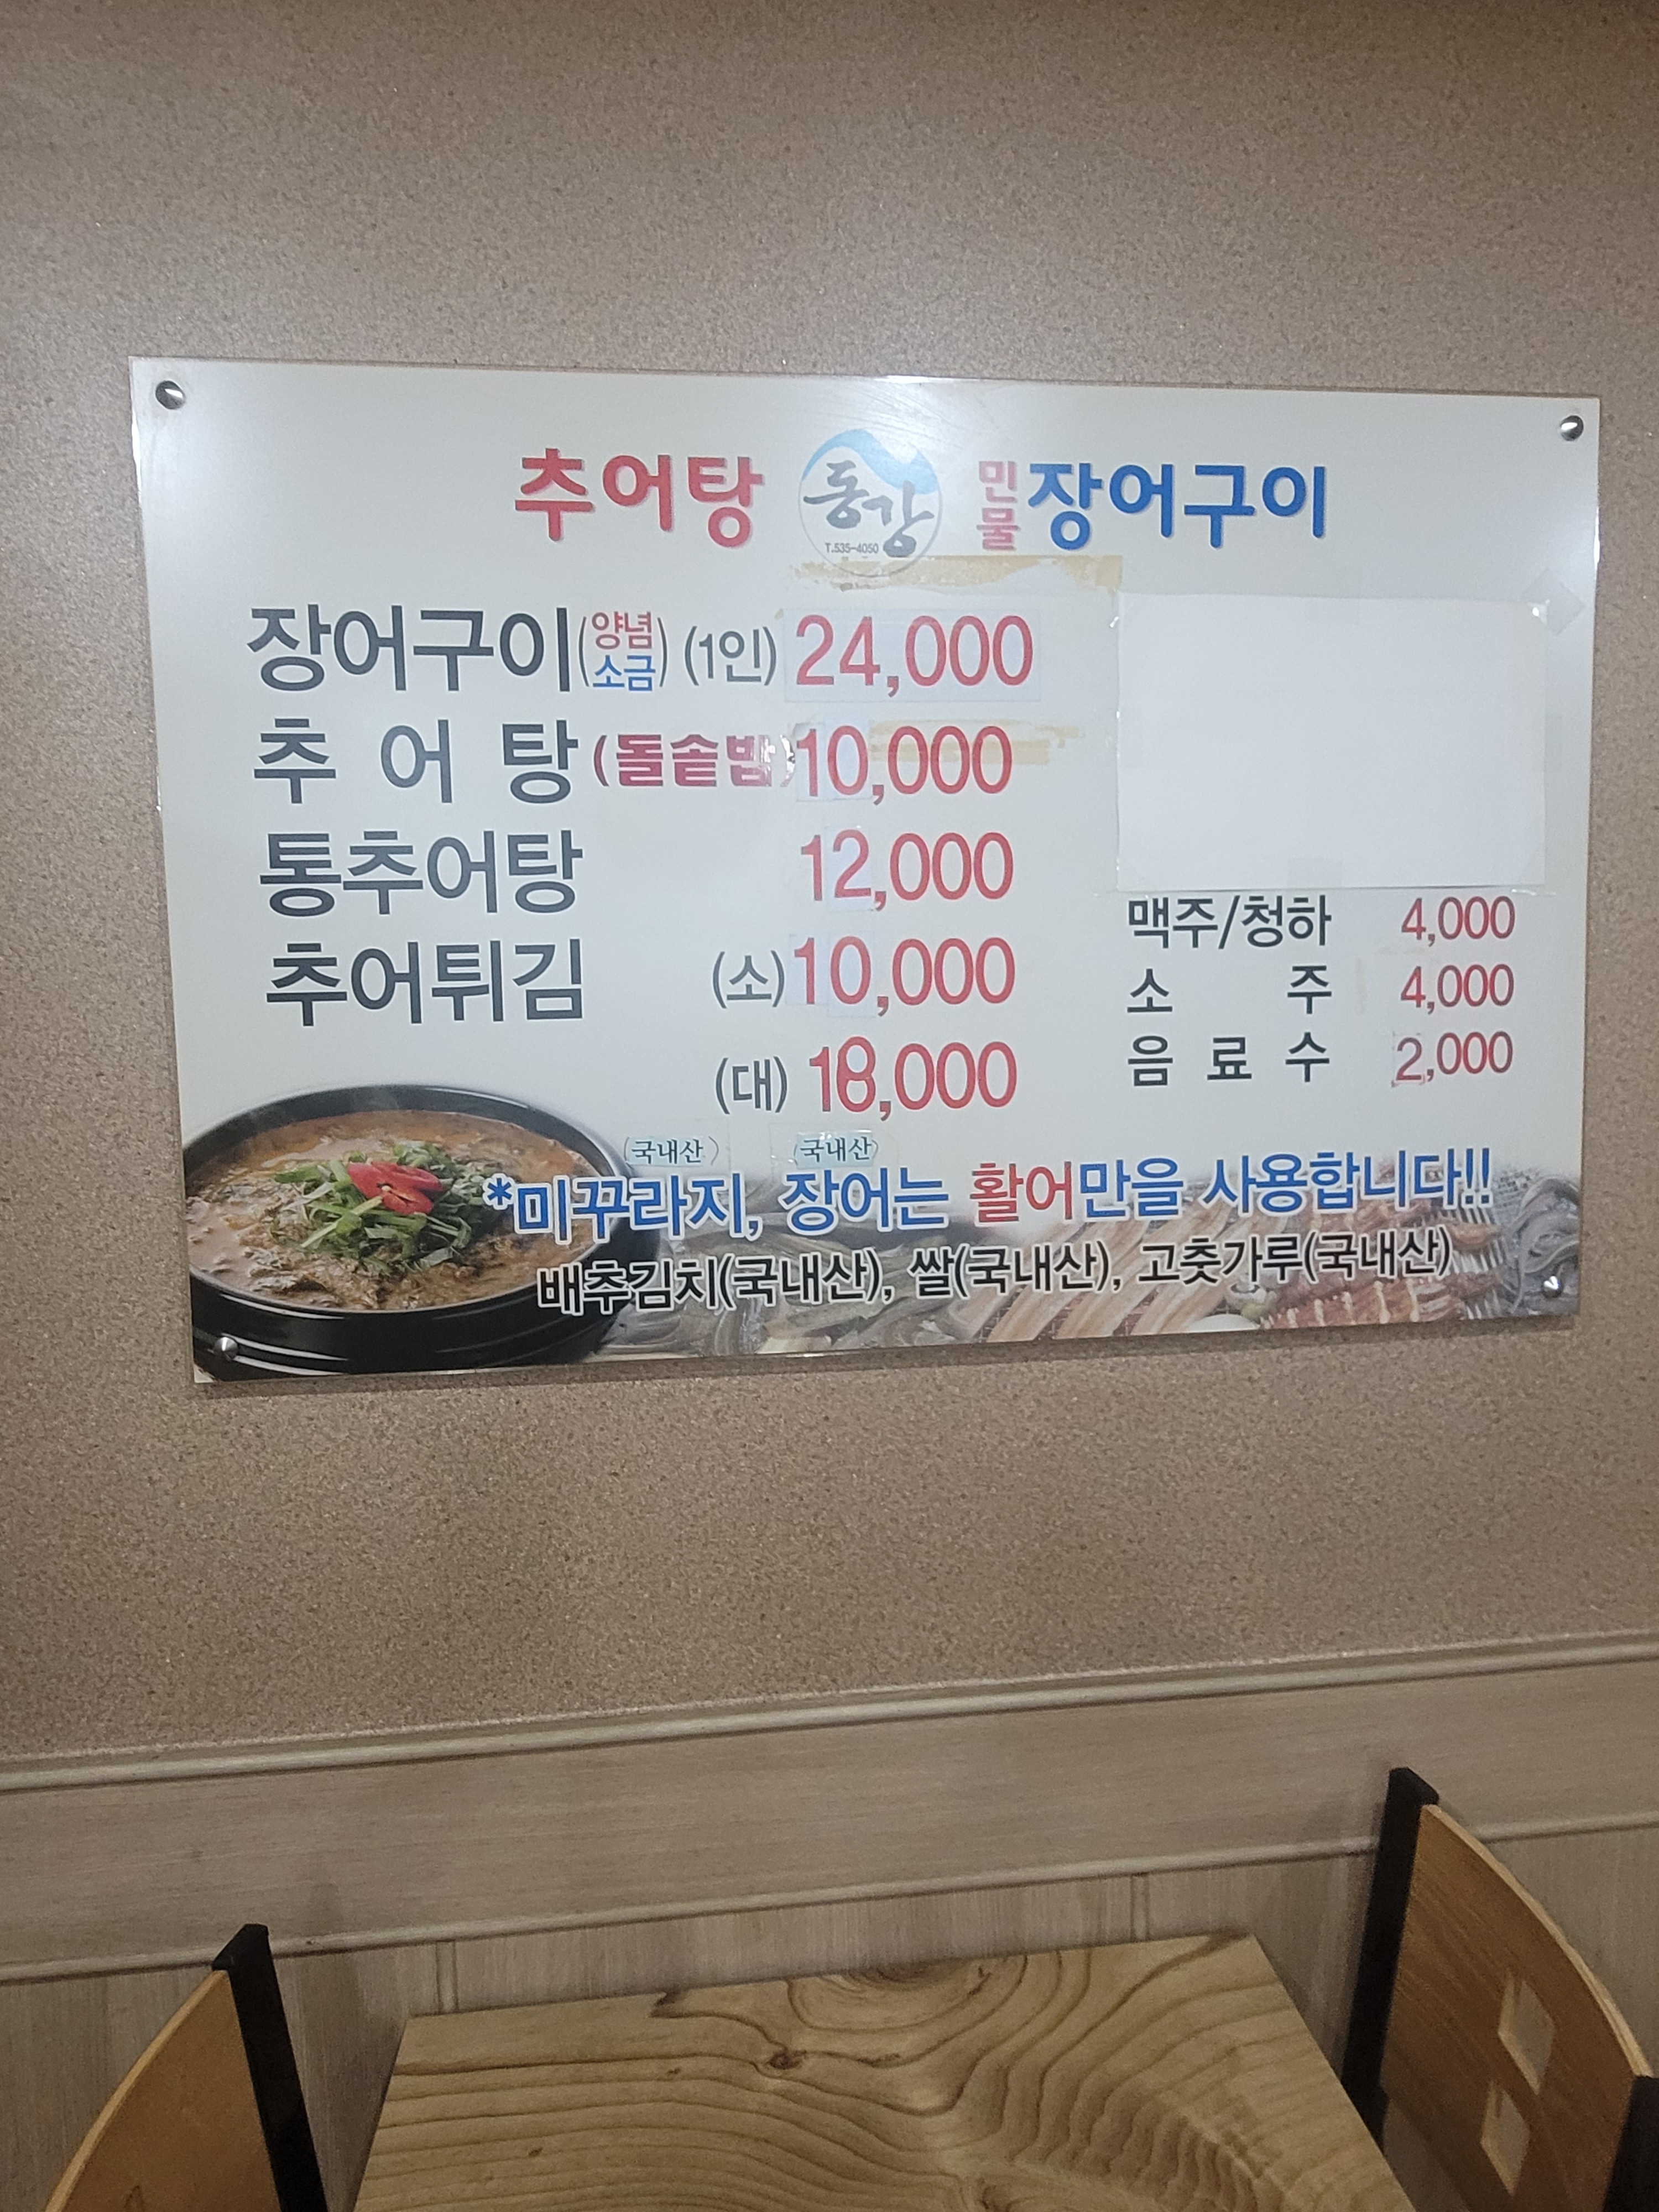 추어탕 동강 민물 장어구이
T.535-4050
장어구이(양념 소금) (1인) 24,000
추 어 탕 (돌솥밥) 10,000
통추어탕 12,000
추어튀김 (소) 10,000
(대) 18,000
맥주/청하 4,000
소 주 4,000
음 료 수 2,000
(국내산) (국내산)
*미꾸라지, 장어는 활어만을 사용합니다!!
배추김치(국내산), 쌀(국내산), 고춧가루(국내산)